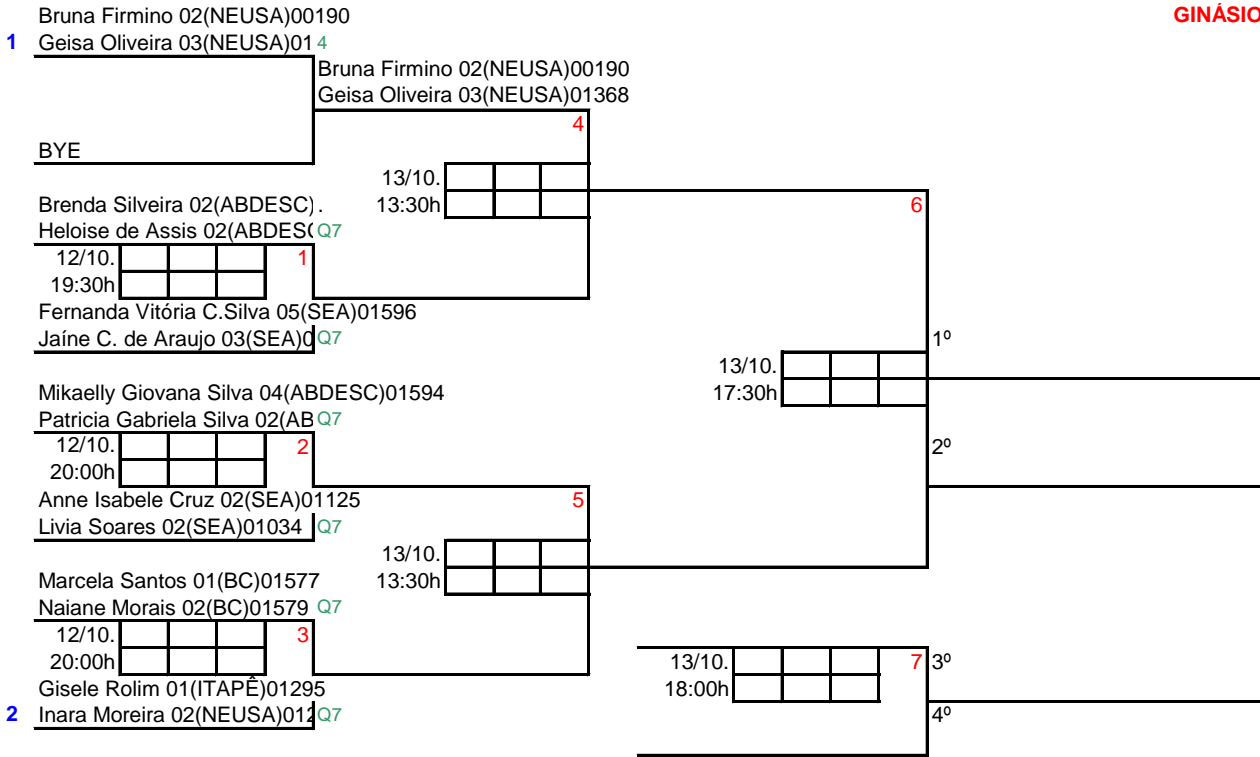 Bruna Firmino 02(NEUSA)00190
GINÁSIO
1 Geisa Oliveira 03(NEUSA)01 4
Bruna Firmino 02(NEUSA)00190
Geisa Oliveira 03(NEUSA)01368
4
BYE
13/10.
Brenda Silveira 02(ABDESC) . 13:30h 6
Heloise de Assis 02(ABDESC Q7
12/10. 1
19:30h
Fernanda Vitória C.Silva 05(SEA)01596
Jaíne C. de Araujo 03(SEA)0 Q7 1º
13/10.
Mikaelly Giovana Silva 04(ABDESC)01594 17:30h
Patricia Gabriela Silva 02(AB Q7
12/10. 2 2º
20:00h
Anne Isabele Cruz 02(SEA)01125 5
Livia Soares 02(SEA)01034 Q7
13/10.
Marcela Santos 01(BC)01577 13:30h
Naiane Morais 02(BC)01579 Q7
12/10. 3
20:00h 13/10. 7 3º
Gisele Rolim 01(ITAPÊ)01295 18:00h
2 Inara Moreira 02(NEUSA)012 Q7 4º